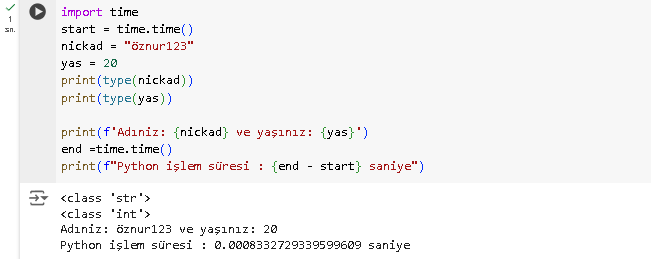 1
sn.
import time
start = time.time()
nickad = "öznur123"
yas = 20
print(type(nickad))
print(type(yas))
print(f'Adıniz: {nickad} ve yaşınız: {yas}')
end =time.time()
print(f"Python işlem süresi : {end - start} saniye")
<class 'str'>
<class 'int'>
Adıniz: öznur123 ve yaşınız: 20
Python işlem süresi : 0.0008332729339599609 saniye